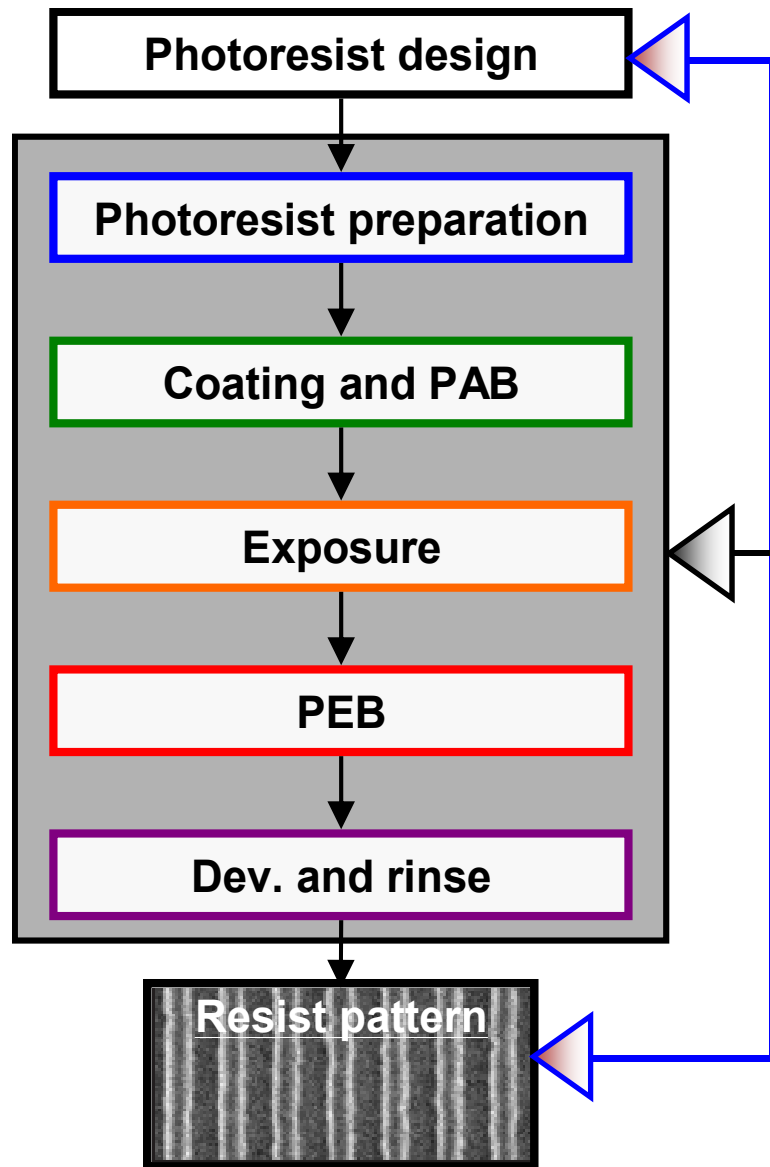 Photoresist design
Photoresist preparation
Coating and PAB
Exposure
PEB
Dev. and rinse
Resist pattern